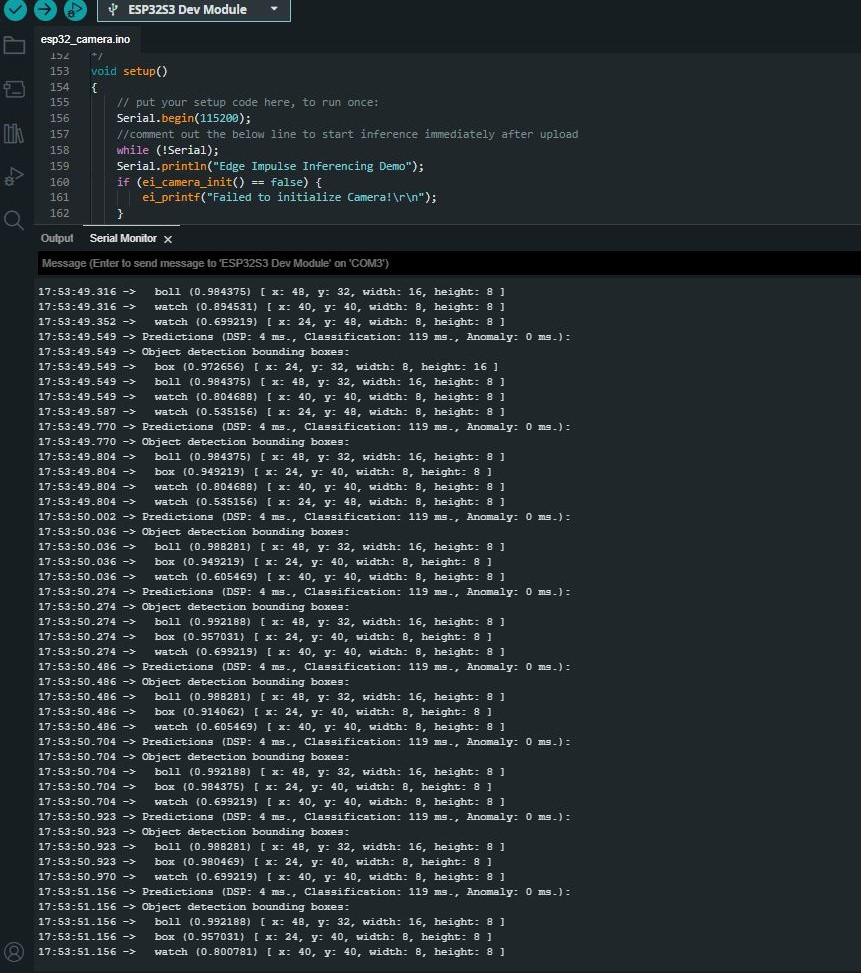 ESP32S3 Dev Module
esp32_camera.ino
152 */
153 void setup()
154 {
155 // put your setup code here, to run once:
156 Serial.begin(115200);
157 //comment out the below line to start inference immediately after upload
158 while (!Serial);
159 Serial.println("Edge Impulse Inferencing Demo");
160 if (ei_camera_init() == false) {
161 ei_printf("Failed to initialize Camera!\r\n");
162 }
Output Serial Monitor ×
Message (Enter to send message to 'ESP32S3 Dev Module' on 'COM3')
17:53:49.316 -> boll (0.984375) [ x: 48, y: 32, width: 16, height: 8 ]
17:53:49.316 -> watch (0.894531) [ x: 40, y: 40, width: 8, height: 8 ]
17:53:49.352 -> watch (0.699219) [ x: 24, y: 48, width: 8, height: 8 ]
17:53:49.549 -> Predictions (DSP: 4 ms., Classification: 119 ms., Anomaly: 0 ms.):
17:53:49.549 -> Object detection bounding boxes:
17:53:49.549 -> box (0.972656) [ x: 24, y: 32, width: 8, height: 16 ]
17:53:49.549 -> boll (0.984375) [ x: 48, y: 32, width: 16, height: 8 ]
17:53:49.549 -> watch (0.804688) [ x: 40, y: 40, width: 8, height: 8 ]
17:53:49.587 -> watch (0.535156) [ x: 24, y: 48, width: 8, height: 8 ]
17:53:49.770 -> Predictions (DSP: 4 ms., Classification: 119 ms., Anomaly: 0 ms.):
17:53:49.770 -> Object detection bounding boxes:
17:53:49.804 -> boll (0.984375) [ x: 48, y: 32, width: 16, height: 8 ]
17:53:49.804 -> box (0.949219) [ x: 24, y: 40, width: 8, height: 8 ]
17:53:49.804 -> watch (0.804688) [ x: 40, y: 40, width: 8, height: 8 ]
17:53:49.804 -> watch (0.535156) [ x: 24, y: 48, width: 8, height: 8 ]
17:53:50.002 -> Predictions (DSP: 4 ms., Classification: 119 ms., Anomaly: 0 ms.):
17:53:50.036 -> Object detection bounding boxes:
17:53:50.036 -> boll (0.988281) [ x: 48, y: 32, width: 16, height: 8 ]
17:53:50.036 -> box (0.949219) [ x: 24, y: 40, width: 8, height: 8 ]
17:53:50.036 -> watch (0.605469) [ x: 40, y: 40, width: 8, height: 8 ]
17:53:50.274 -> Predictions (DSP: 4 ms., Classification: 119 ms., Anomaly: 0 ms.):
17:53:50.274 -> Object detection bounding boxes:
17:53:50.274 -> boll (0.992188) [ x: 48, y: 32, width: 16, height: 8 ]
17:53:50.274 -> box (0.957031) [ x: 24, y: 40, width: 8, height: 8 ]
17:53:50.274 -> watch (0.699219) [ x: 40, y: 40, width: 8, height: 8 ]
17:53:50.486 -> Predictions (DSP: 4 ms., Classification: 119 ms., Anomaly: 0 ms.):
17:53:50.486 -> Object detection bounding boxes:
17:53:50.486 -> boll (0.988281) [ x: 48, y: 32, width: 16, height: 8 ]
17:53:50.486 -> box (0.914062) [ x: 24, y: 40, width: 8, height: 8 ]
17:53:50.486 -> watch (0.605469) [ x: 40, y: 40, width: 8, height: 8 ]
17:53:50.704 -> Predictions (DSP: 4 ms., Classification: 119 ms., Anomaly: 0 ms.):
17:53:50.704 -> Object detection bounding boxes:
17:53:50.704 -> boll (0.992188) [ x: 48, y: 32, width: 16, height: 8 ]
17:53:50.704 -> box (0.984375) [ x: 24, y: 40, width: 8, height: 8 ]
17:53:50.704 -> watch (0.699219) [ x: 40, y: 40, width: 8, height: 8 ]
17:53:50.923 -> Predictions (DSP: 4 ms., Classification: 119 ms., Anomaly: 0 ms.):
17:53:50.923 -> Object detection bounding boxes:
17:53:50.923 -> boll (0.988281) [ x: 48, y: 32, width: 16, height: 8 ]
17:53:50.923 -> box (0.980469) [ x: 24, y: 40, width: 8, height: 8 ]
17:53:50.970 -> watch (0.699219) [ x: 40, y: 40, width: 8, height: 8 ]
17:53:51.156 -> Predictions (DSP: 4 ms., Classification: 119 ms., Anomaly: 0 ms.):
17:53:51.156 -> Object detection bounding boxes:
17:53:51.156 -> boll (0.992188) [ x: 48, y: 32, width: 16, height: 8 ]
17:53:51.156 -> box (0.957031) [ x: 24, y: 40, width: 8, height: 8 ]
17:53:51.156 -> watch (0.800781) [ x: 40, y: 40, width: 8, height: 8 ]